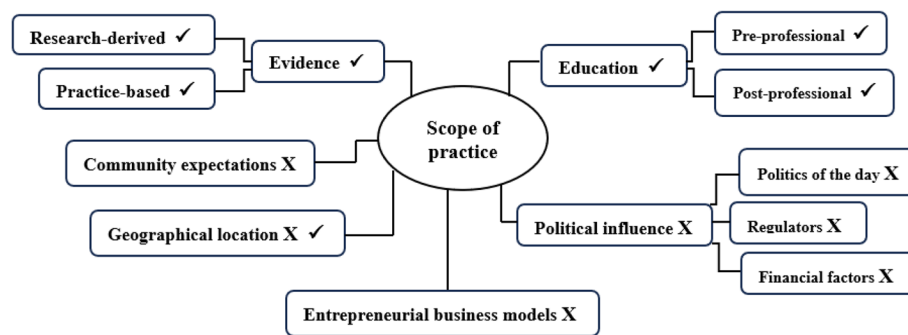 Research-derived ✓
Practice-based ✓
Evidence ✓
Education ✓
Pre-professional ✓
Post-professional ✓
Scope of
practice
Community expectations X
Geographical location X ✓
Entrepreneurial business models X
Political influence X
Politics of the day X
Regulators X
Financial factors X